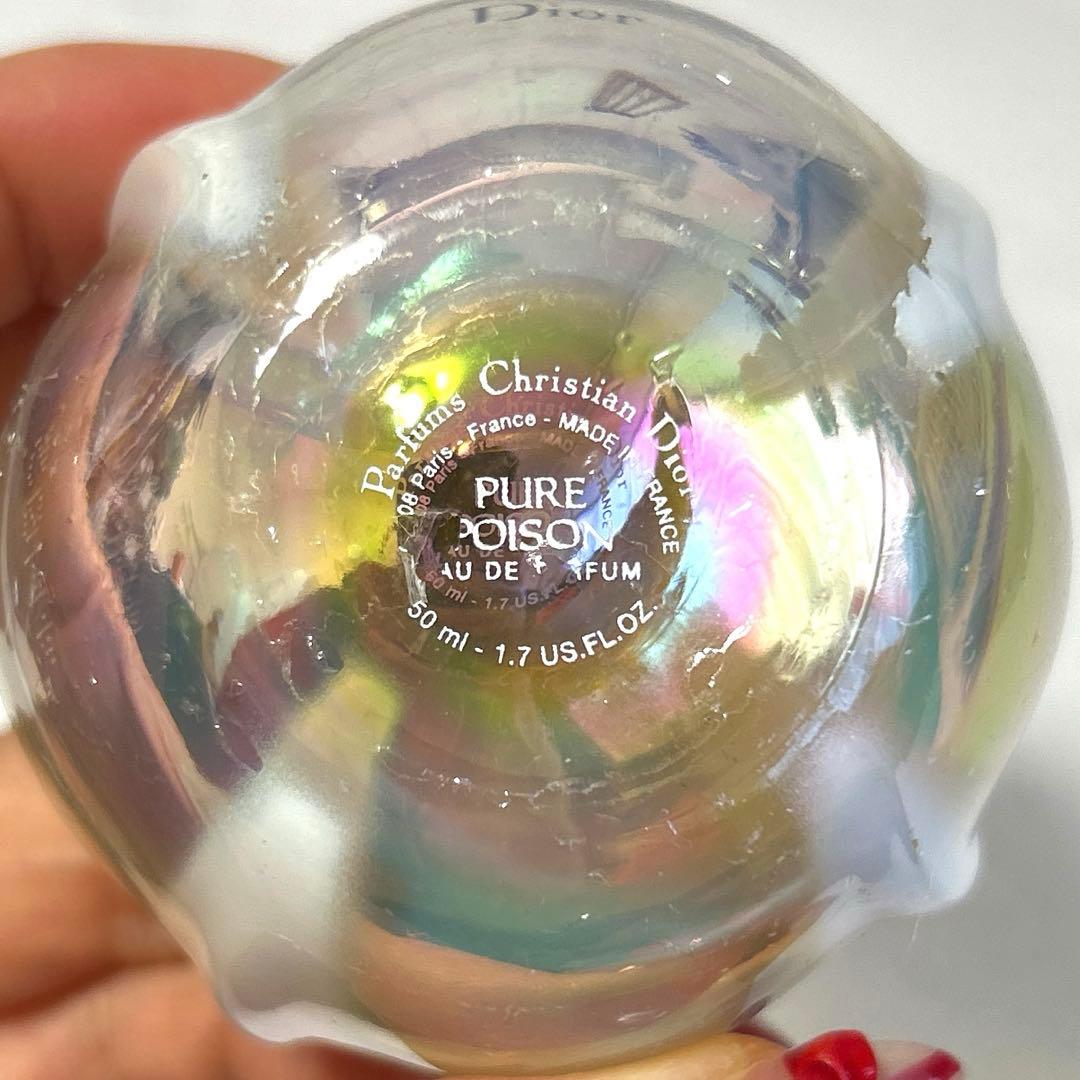 Dior
Parfums Christian Dior
08 Paris - France - MADE IN FRANCE
PURE
POISON
AU DE PARFUM
50 ml - 1.7 US.FL.OZ.